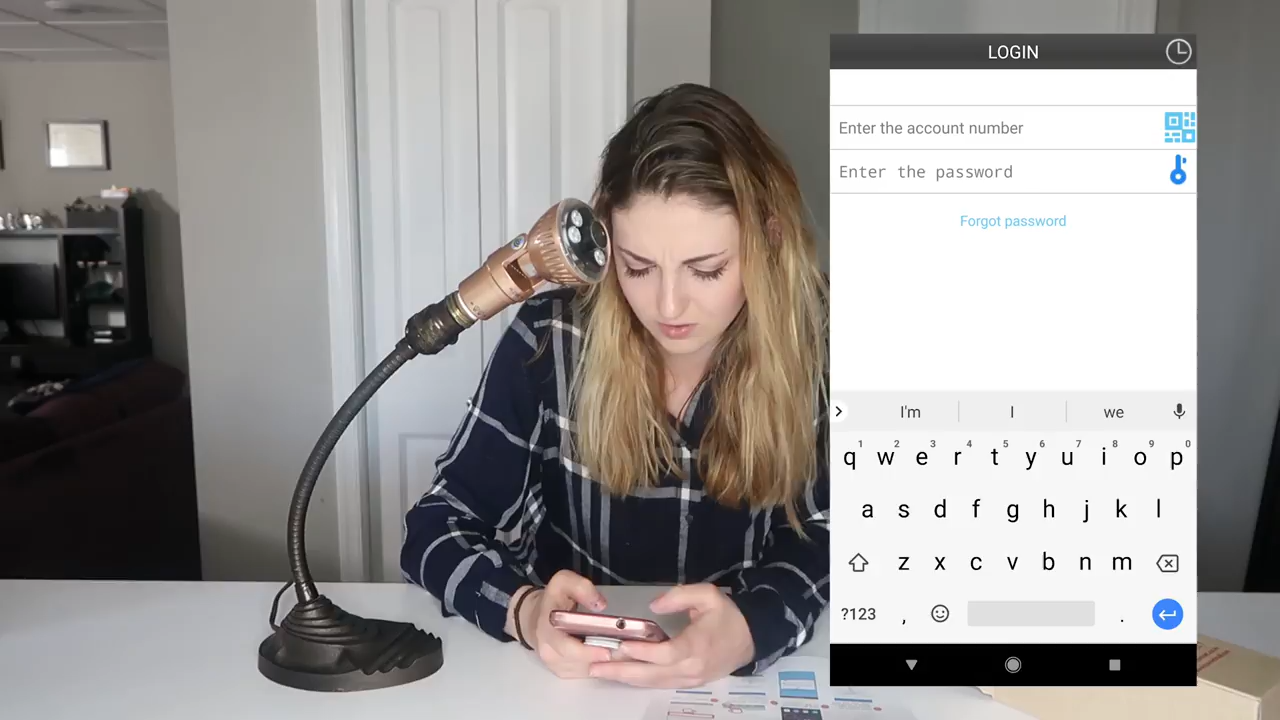 LOGIN
Enter the account number
Enter the password
Forgot password
I'm I we
1 2 3 4 5 6 7 8 9 0
q w e r t y u i o p
a s d f g h j k l
z x c v b n m
?123 , .